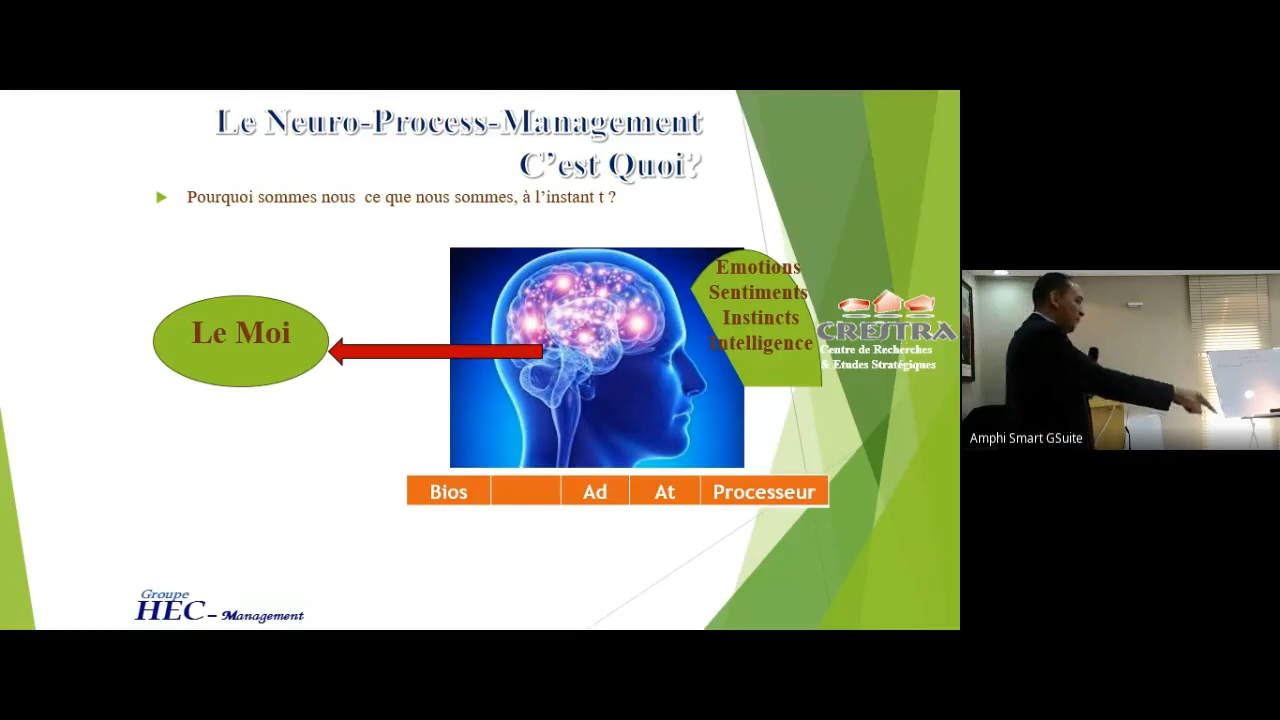 Le Neuro-Process-Management
C’est Quoi?
Pourquoi sommes nous ce que nous sommes, à l’instant t ?
Le Moi
Emotions
Sentiments
Instincts
Intelligence
CRESTRA
Centre de Recherches
& Etudes Stratégiques
Bios Ad At Processeur
Groupe
HEC – Management
Amphi Smart GSuite